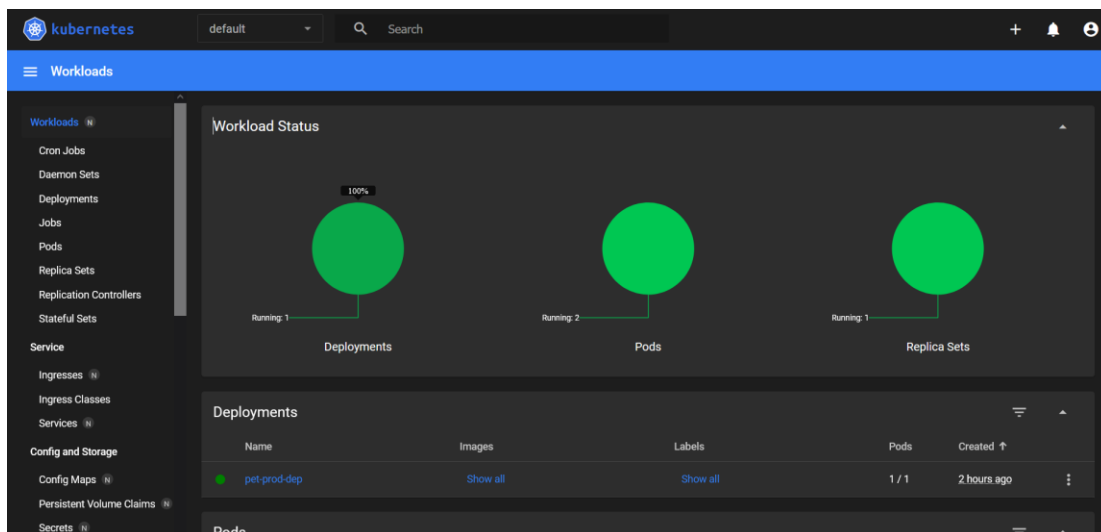 kubernetes
default
Search
Workloads
Workloads N
Cron Jobs
Daemon Sets
Deployments
Jobs
Pods
Replica Sets
Replication Controllers
Stateful Sets
Service
Ingresses N
Ingress Classes
Services N
Config and Storage
Config Maps N
Persistent Volume Claims N
Secrets N
Workload Status
100%
Running: 1
Running: 2
Running: 1
Deployments
Pods
Replica Sets
Deployments
Name Images Labels Pods Created ↑
pet-prod-dep Show all Show all 1 / 1 2 hours ago
Pods